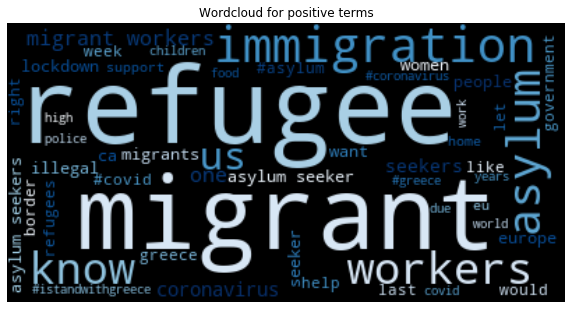 Wordcloud for positive terms
migrant workers
week
children
immigration
lockdown
support
food
#asylum
#coronavirus
women
people
government
right
high
police
refugee
work
let
home
asylum
us
want
ca
migrants
illegal
#covid
one
asylum seeker
seekers
like
#greece
years
asylum seekers
border
refugees
migrant
due
eu
world
europe
know
greece
seeker
workers
#istandwithgreece
coronavirus
help
last
covid
would